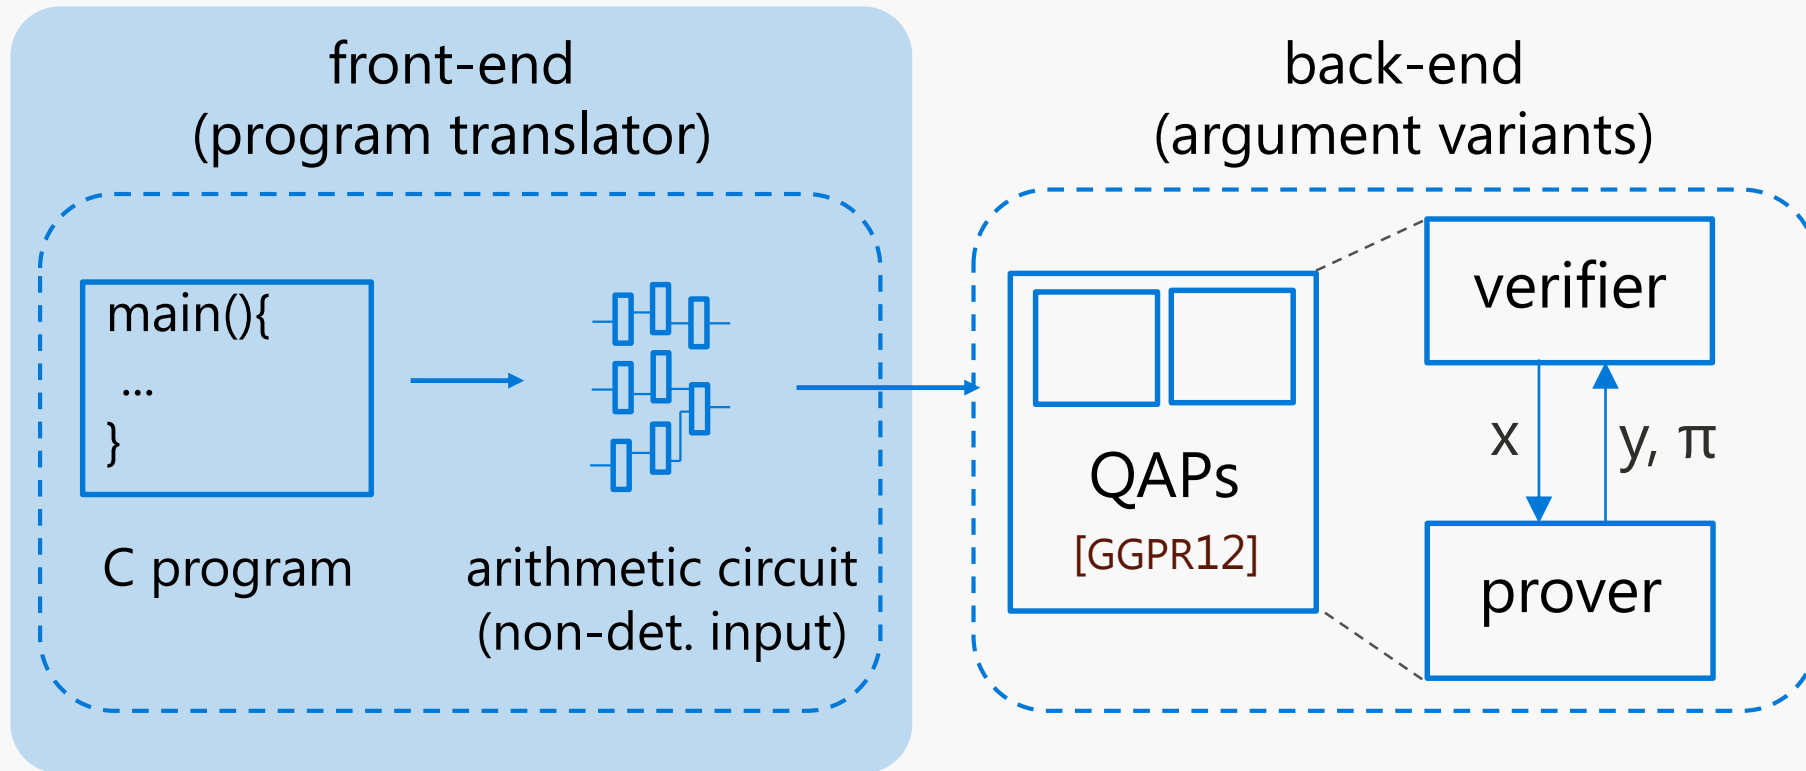 front-end
(program translator)
main(){
...
}
C program
arithmetic circuit
(non-det. input)
back-end
(argument variants)
QAPs
[GGPR12]
verifier
x
y, π
prover